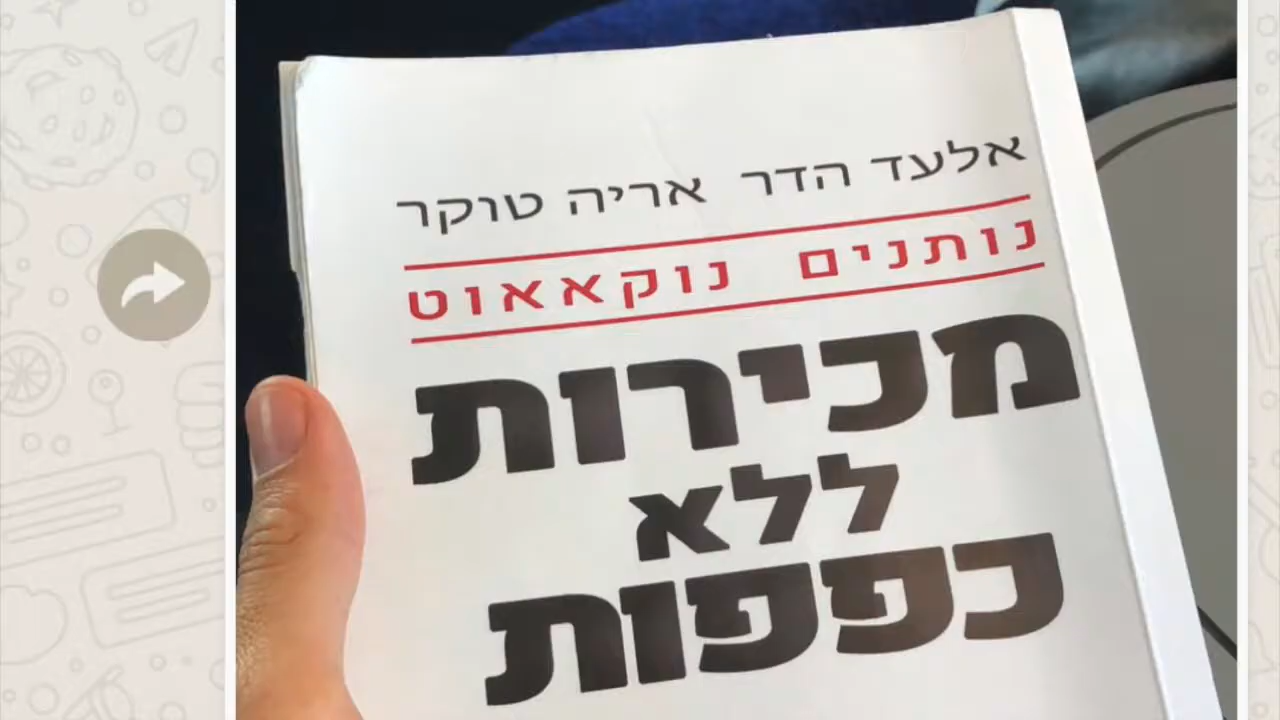 אלעד הדר אריה טוקר
נותנים נוקאאוט
מכירות
ללא
כפפות